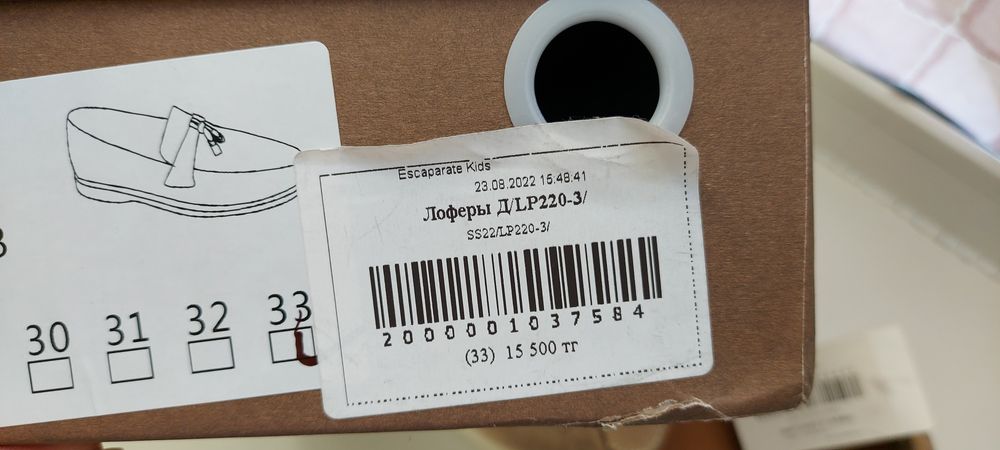 Escaparate Kids
23.08.2022 15:48:41
Лоферы Д/LP220-3/
SS22/LP220-3/
2000001037584
(33) 15 500 тг
30 31 32 33